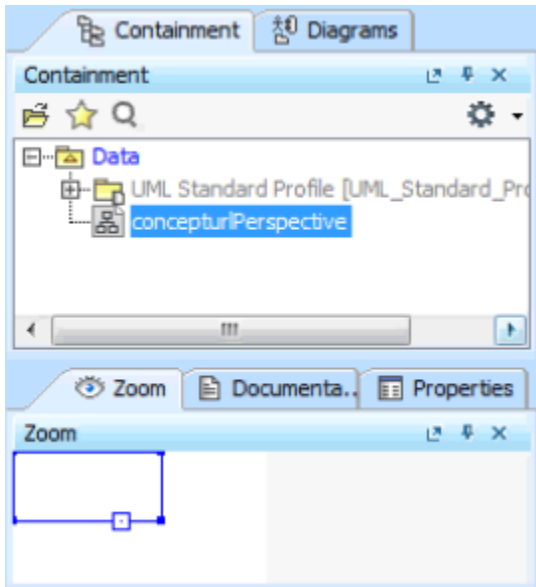 Containment Diagrams
Containment
Data
UML Standard Profile [UML_Standard_Pro
concepturlPerspective
Zoom Documenta.. Properties
Zoom